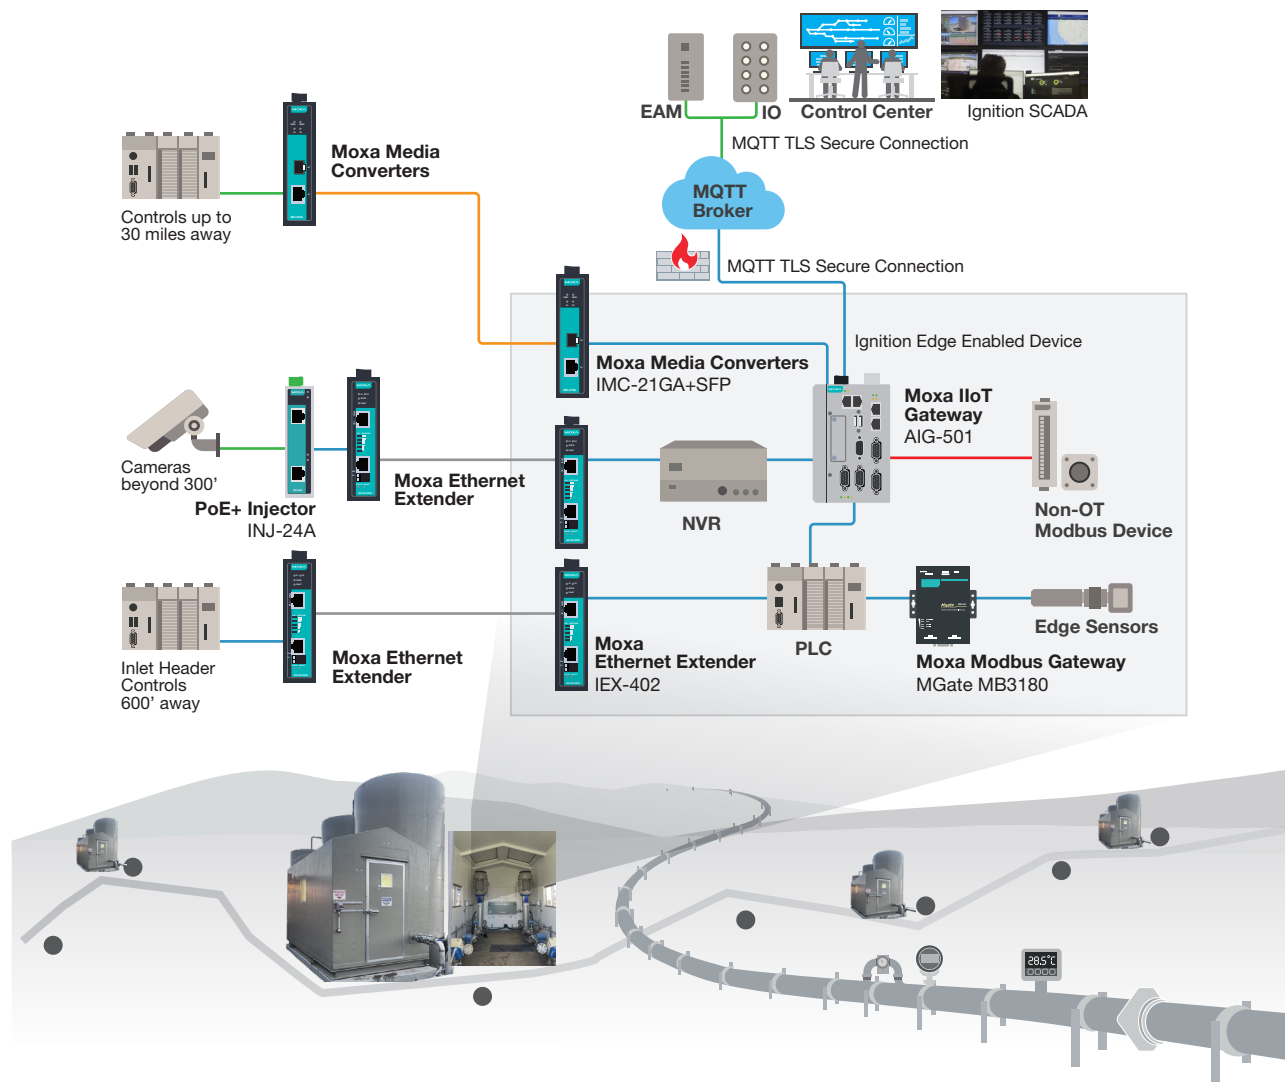 EAM
IO
Control Center
Ignition SCADA
MQTT TLS Secure Connection
Moxa Media
Converters
MQTT
Broker
Controls up to
30 miles away
MQTT TLS Secure Connection
Ignition Edge Enabled Device
Moxa Media Converters
IMC-21GA+SFP
Moxa IIoT
Gateway
AIG-501
Cameras
beyond 300’
Moxa Ethernet
Extender
PoE+ Injector
INJ-24A
NVR
Non-OT
Modbus Device
Inlet Header
Controls
600’ away
Moxa Ethernet
Extender
Moxa
Ethernet Extender
IEX-402
PLC
Edge Sensors
Moxa Modbus Gateway
MGate MB3180
28.5°C